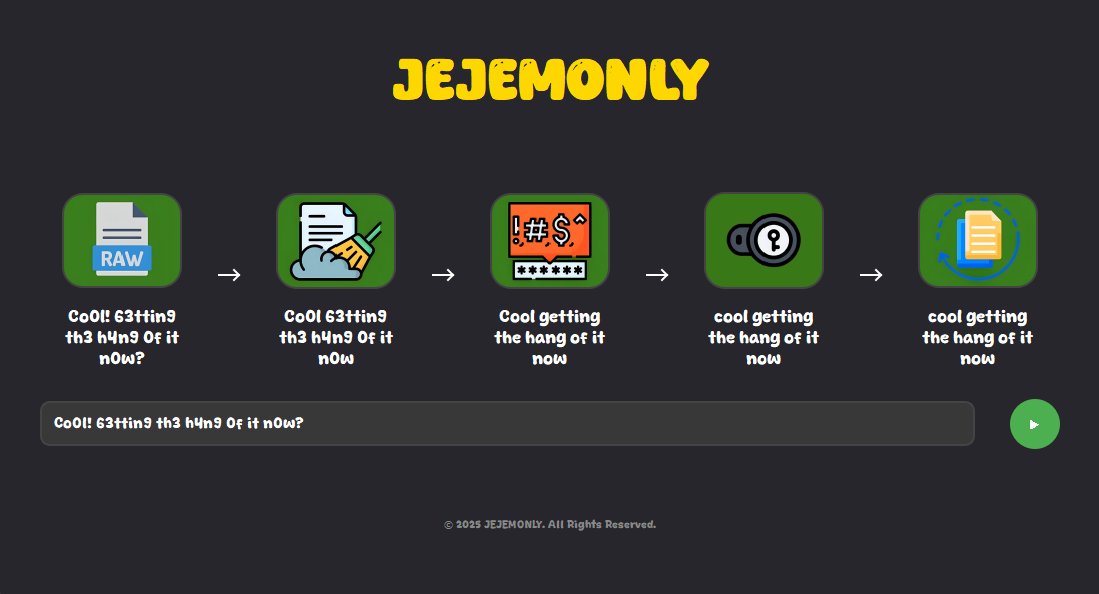 JEJEMONLY
RAW
!#$^
******
Co0l! 63ttin9
th3 h4n9 0f it
n0w?
Co0l 63ttin9
th3 h4n9 0f it
n0w
Cool getting
the hang of it
now
cool getting
the hang of it
now
cool getting
the hang of it
now
Co0l! 63ttin9 th3 h4n9 0f it n0w?
© 2025 JEJEMONLY. All Rights Reserved.